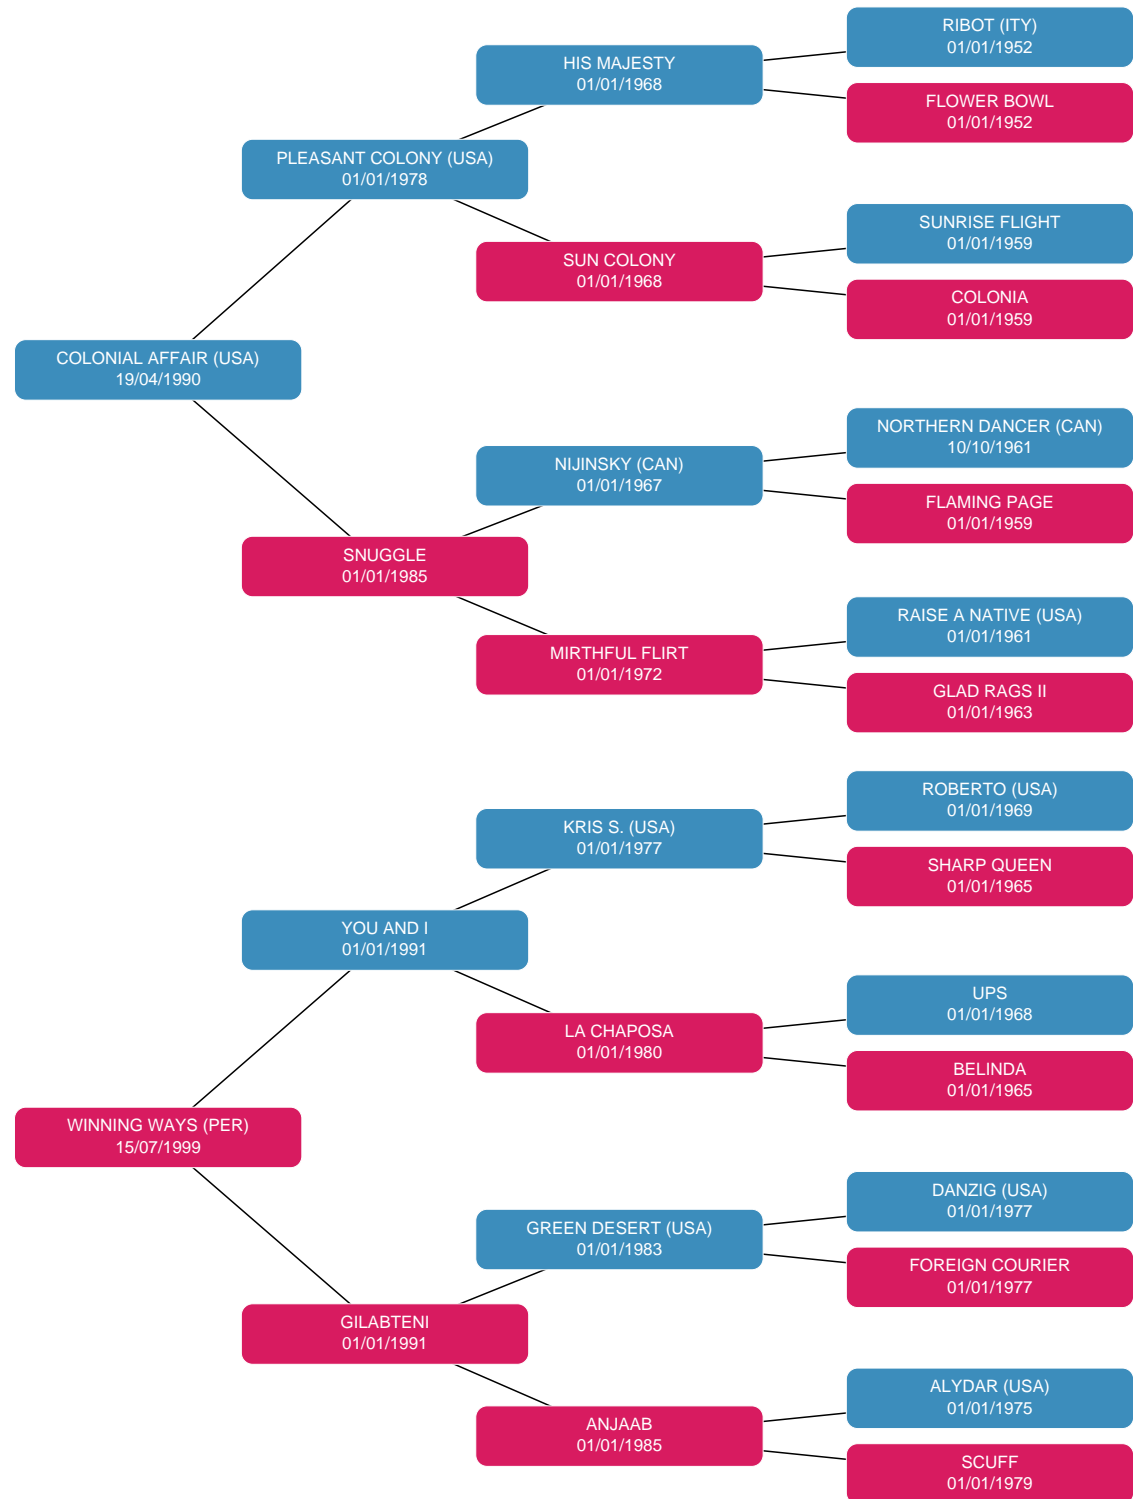 RIBOT (ITY)
01/01/1952
HIS MAJESTY
01/01/1968
FLOWER BOWL
01/01/1952
PLEASANT COLONY (USA)
01/01/1978
SUNRISE FLIGHT
01/01/1959
SUN COLONY
01/01/1968
COLONIA
01/01/1959
COLONIAL AFFAIR (USA)
19/04/1990
NORTHERN DANCER (CAN)
10/10/1961
NIJINSKY (CAN)
01/01/1967
FLAMING PAGE
01/01/1959
SNUGGLE
01/01/1985
RAISE A NATIVE (USA)
01/01/1961
MIRTHFUL FLIRT
01/01/1972
GLAD RAGS II
01/01/1963
ROBERTO (USA)
01/01/1969
KRIS S. (USA)
01/01/1977
SHARP QUEEN
01/01/1965
YOU AND I
01/01/1991
UPS
01/01/1968
LA CHAPOSA
01/01/1980
BELINDA
01/01/1965
WINNING WAYS (PER)
15/07/1999
DANZIG (USA)
01/01/1977
GREEN DESERT (USA)
01/01/1983
FOREIGN COURIER
01/01/1977
GILABTENI
01/01/1991
ALYDAR (USA)
01/01/1975
ANJAAB
01/01/1985
SCUFF
01/01/1979